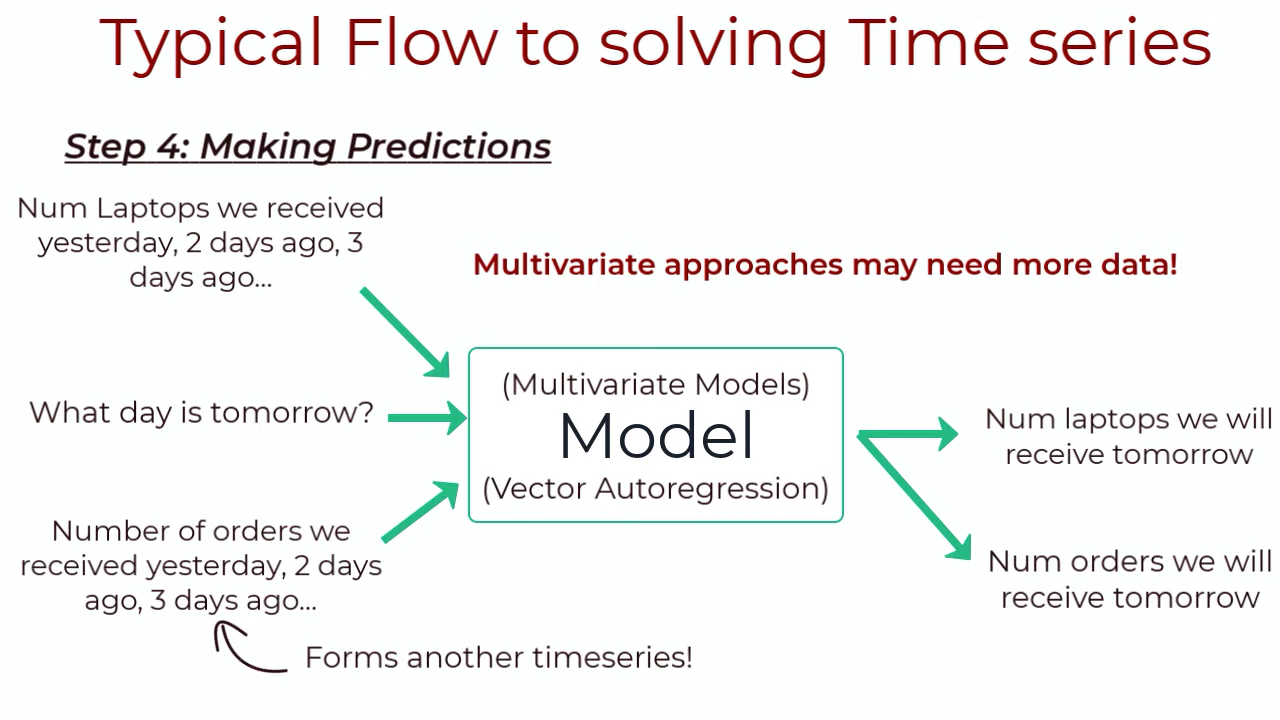 Typical Flow to solving Time series
Step 4: Making Predictions
Num Laptops we received
yesterday, 2 days ago, 3
days ago...
Multivariate approaches may need more data!
What day is tomorrow?
(Multivariate Models)
Model
(Vector Autoregression)
Num laptops we will
receive tomorrow
Number of orders we
received yesterday, 2 days
ago, 3 days ago...
Num orders we will
receive tomorrow
Forms another timeseries!